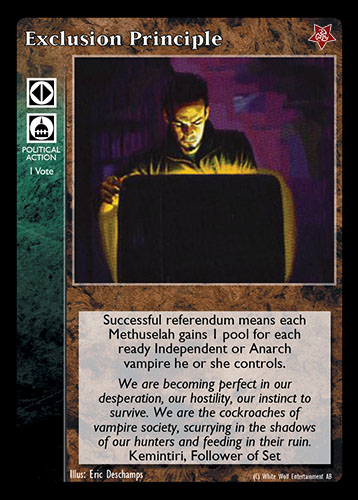 Exclusion Principle
POLITICAL
ACTION
1 Vote
Successful referendum means each
Methuselah gains 1 pool for each
ready Independent or Anarch
vampire he or she controls.
We are becoming perfect in our
desperation, our hostility, our instinct to
survive. We are the cockroaches of
vampire society, scurrying in the shadows
of our hunters and feeding in their ruin.
Kemintiri, Follower of Set
Illus: Eric Deschamps
(C) White Wolf Entertainment AB